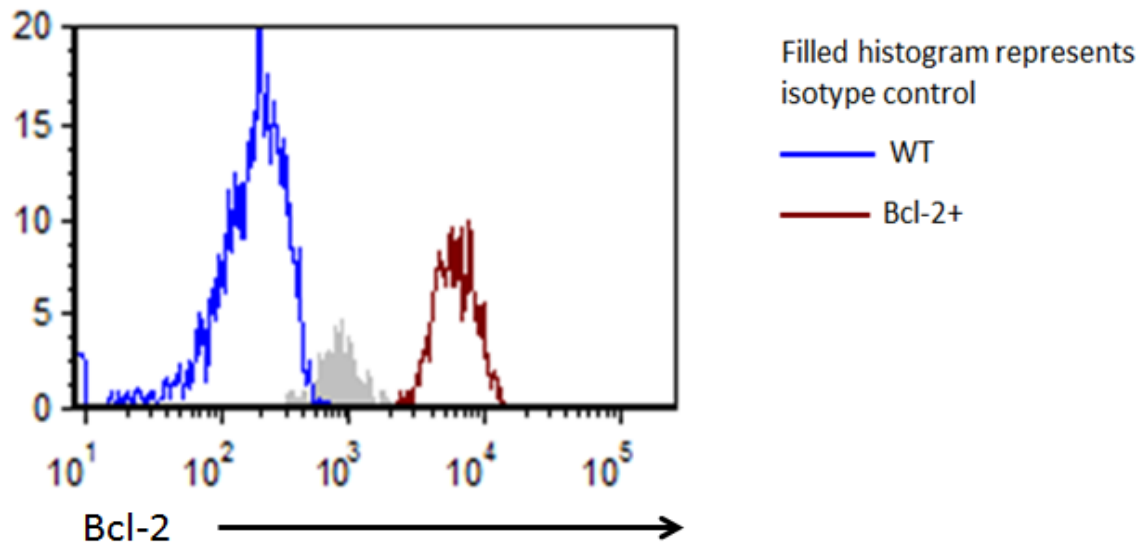 20
15
10
5
0
10^1 10^2 10^3 10^4 10^5
Bcl-2
Filled histogram represents
isotype control
WT
Bcl-2+